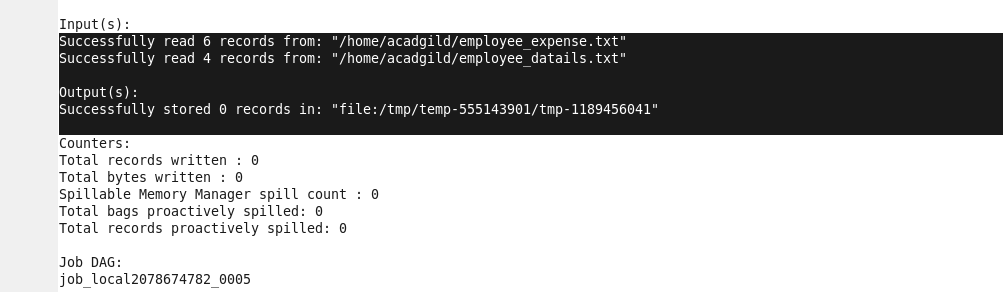 Input(s):
Successfully read 6 records from: "/home/acadgild/employee_expense.txt"
Successfully read 4 records from: "/home/acadgild/employee_datails.txt"
Output(s):
Successfully stored 0 records in: "file:/tmp/temp-555143901/tmp-1189456041"
Counters:
Total records written : 0
Total bytes written : 0
Spillable Memory Manager spill count : 0
Total bags proactively spilled: 0
Total records proactively spilled: 0
Job DAG:
job_local2078674782_0005